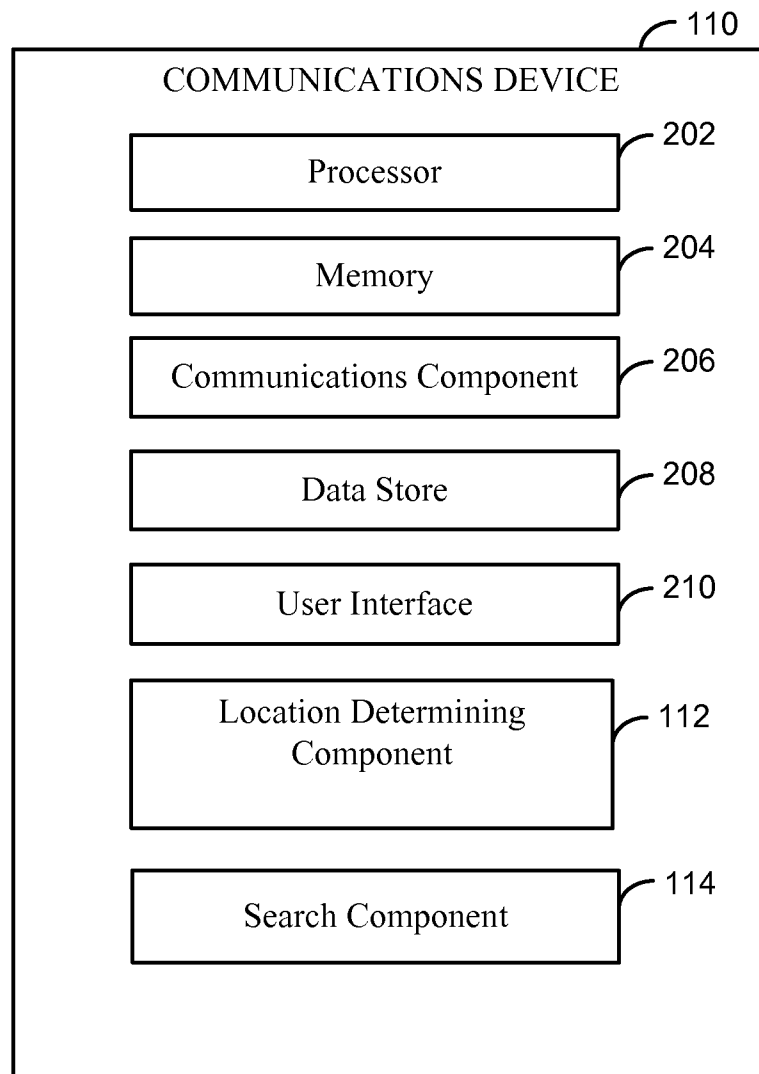 110
COMMUNICATIONS DEVICE
202
Processor
204
Memory
206
Communications Component
208
Data Store
210
User Interface
Location Determining
Component
112
114
Search Component